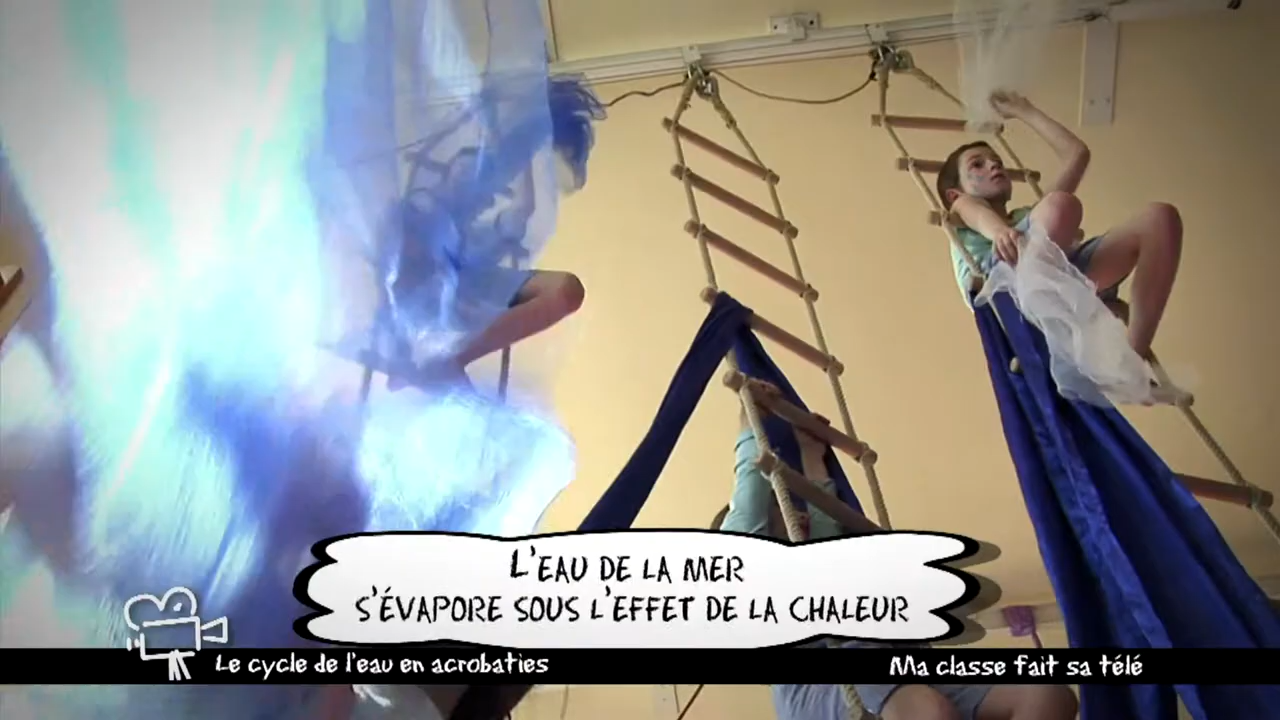 L'EAU DE LA MER
S'ÉVAPORE SOUS L'EFFET DE LA CHALEUR
Le cycle de l'eau en acrobaties
Ma classe fait sa télé